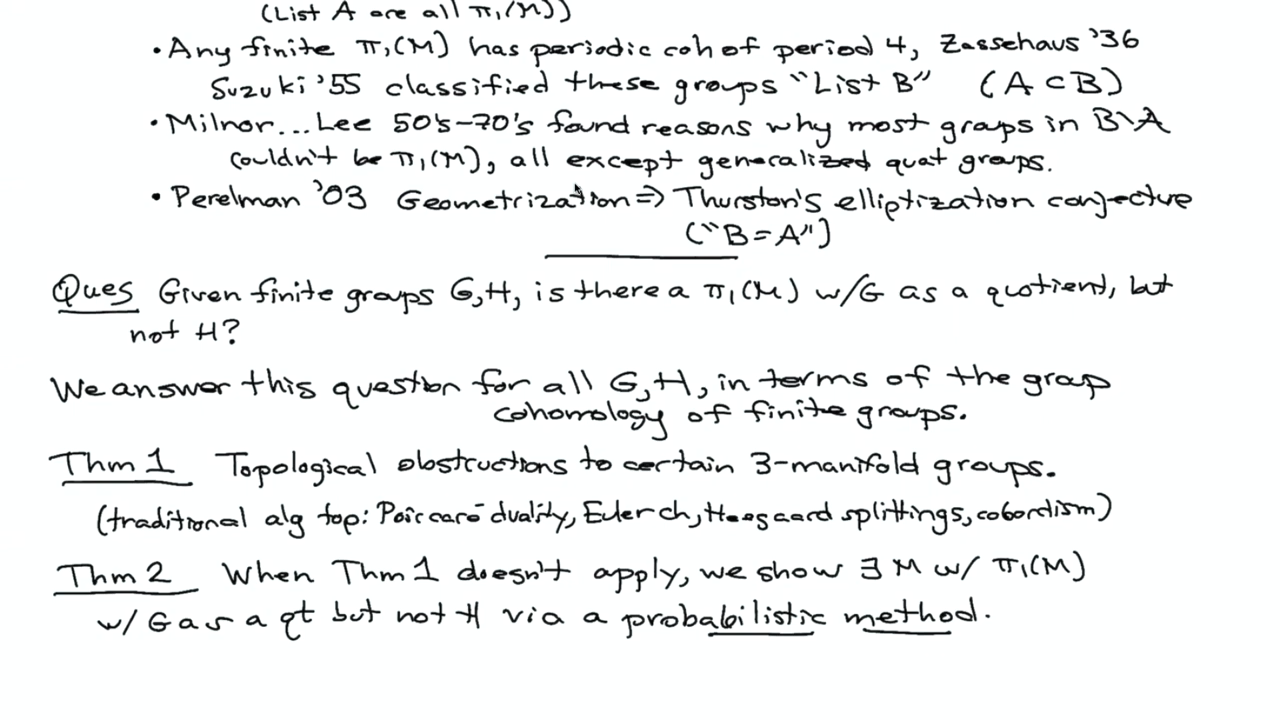 (List A are all π₁(M))
• Any finite π₁(M) has periodic coh of period 4, Zassehaus '36
Suzuki '55 classified these groups "List B" (A ⊂ B)
• Milnor... Lee 50's-70's found reasons why most groups in B\A
couldn't be π₁(M), all except generalized quat groups.
• Perelman '03 Geometrization ⇒ Thurston's elliptization conjective
("B = A")
Ques Given finite groups G,H, is there a π₁(M) w/G as a quotient, but
not H?
We answer this question for all G,H, in terms of the group
cohomology of finite groups.
Thm 1 Topological obstructions to certain 3-manifold groups.
(traditional alg top: Poincaré duality, Euler ch, Heegaard splittings, cobordism)
Thm 2 When Thm 1 doesn't apply, we show ∃ M w/ π₁(M)
w/ G as a qt but not H via a probabilistic method.